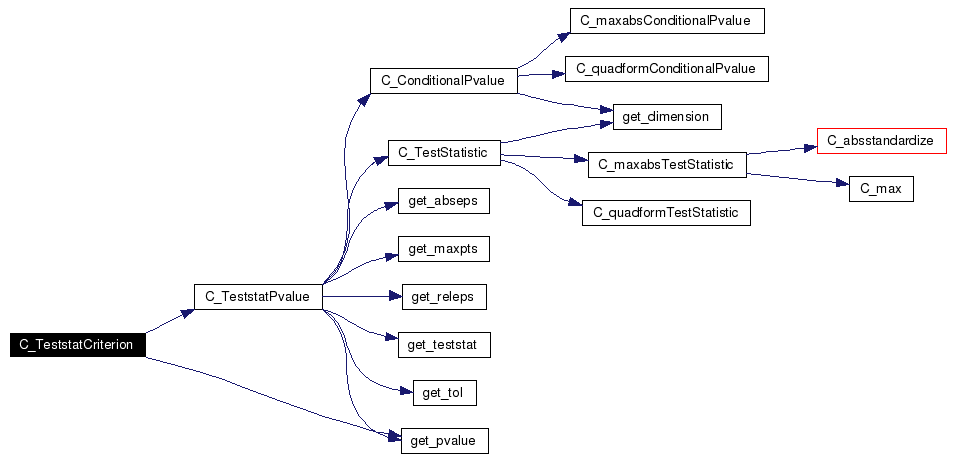 C_maxabsConditionalPvalue
C_quadformConditionalPvalue
C_ConditionalPvalue
get_dimension
C_absstandardize
C_TestStatistic
C_maxabsTestStatistic
C_max
get_abseps
C_quadformTestStatistic
get_maxpts
C_TeststatPvalue
get_releps
C_TeststatCriterion
get_teststat
get_tol
get_pvalue